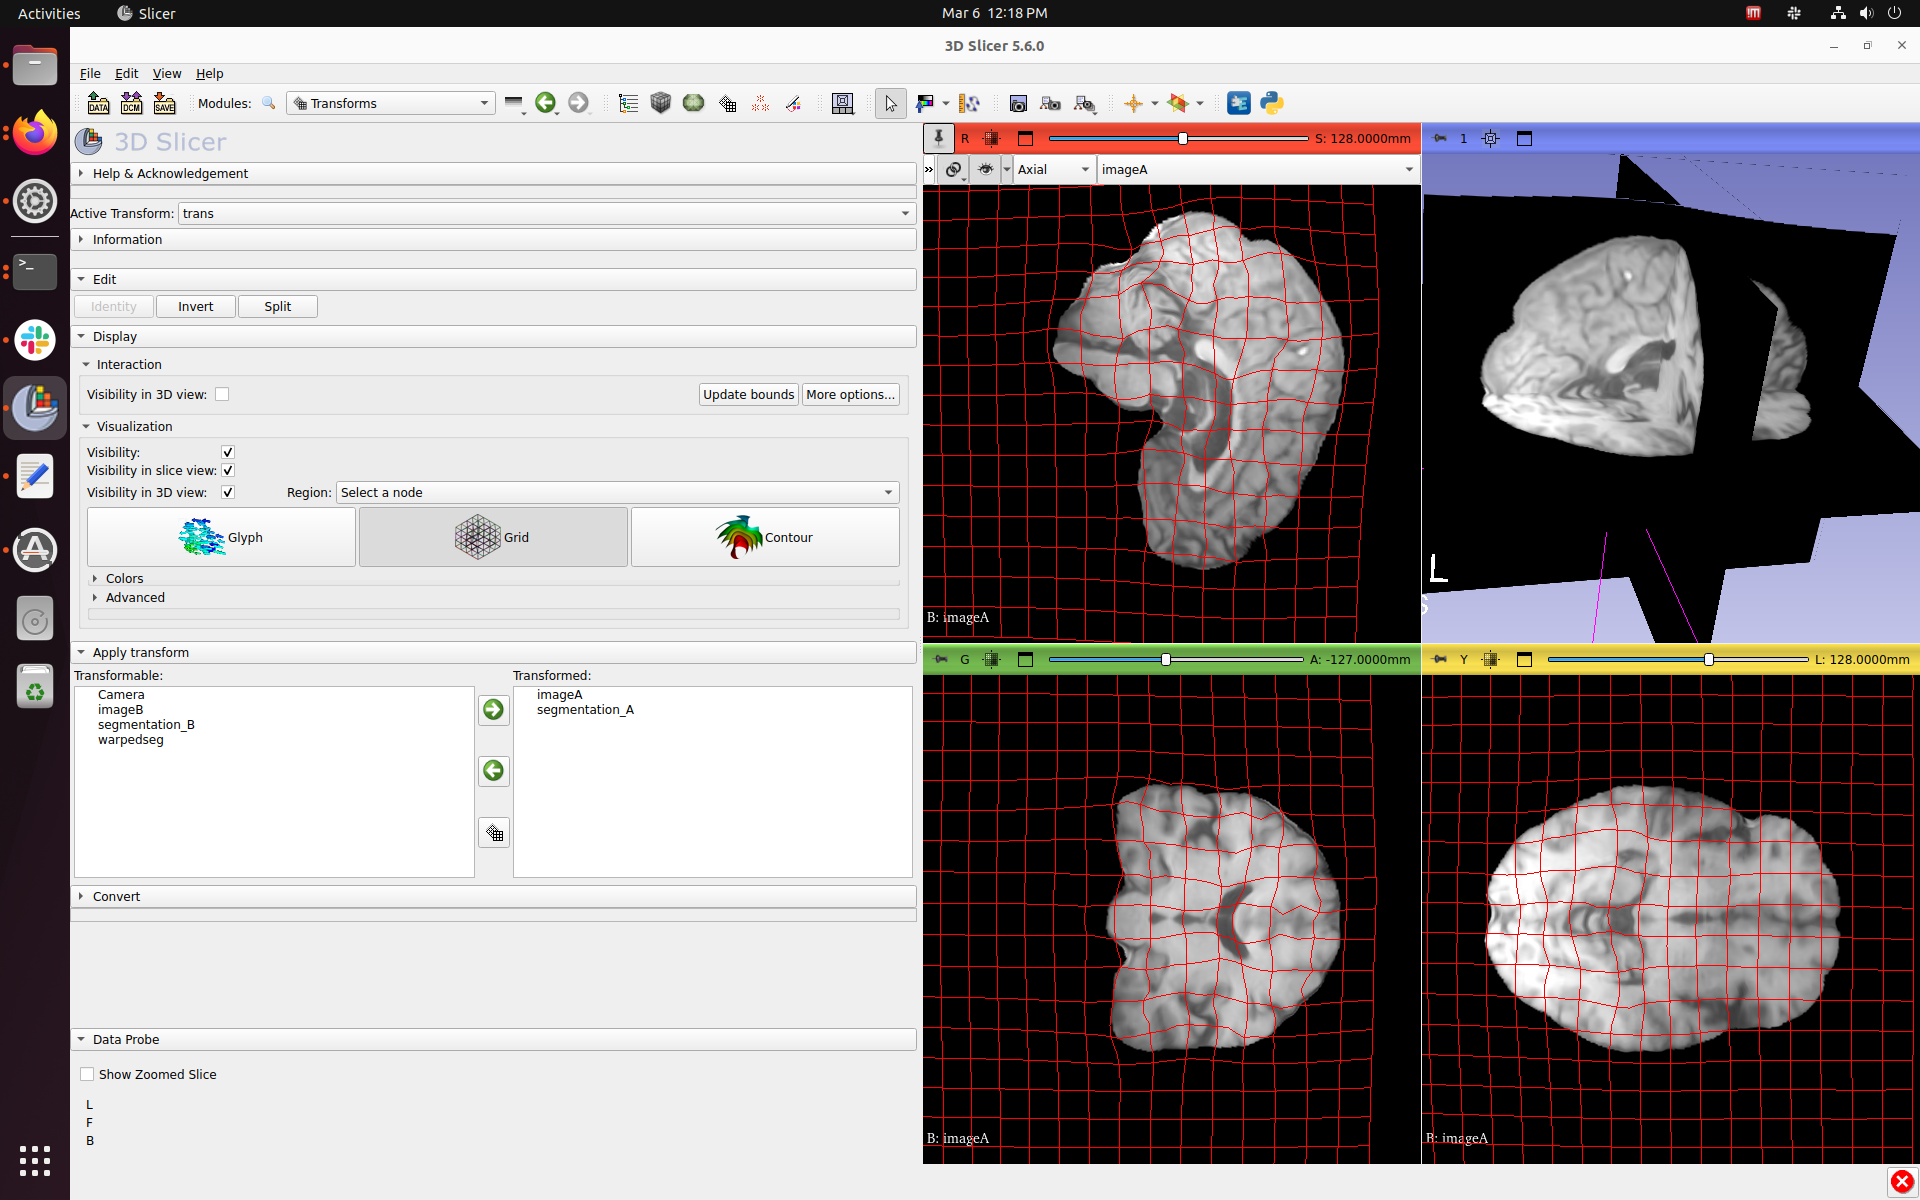 Activities Slicer Mar 6 12:18 PM
3D Slicer 5.6.0
File Edit View Help
DATA DCM SAVE Modules: Transforms
3D Slicer
Help & Acknowledgement
Active Transform: trans
Information
Edit
Identity Invert Split
Display
Interaction
Visibility in 3D view: Update bounds More options...
Visualization
Visibility:
Visibility in slice view:
Visibility in 3D view: Region: Select a node
Glyph Grid Contour
Colors
Advanced
Apply transform
Transformable: Transformed:
Camera
imageB
segmentation_B
warpedseg
imageA
segmentation_A
Convert
Data Probe
Show Zoomed Slice
L
F
B
R S: 128.0000mm
Axial imageA
B: imageA
1
L
S
G A: -127.0000mm
B: imageA
Y L: 128.0000mm
B: imageA